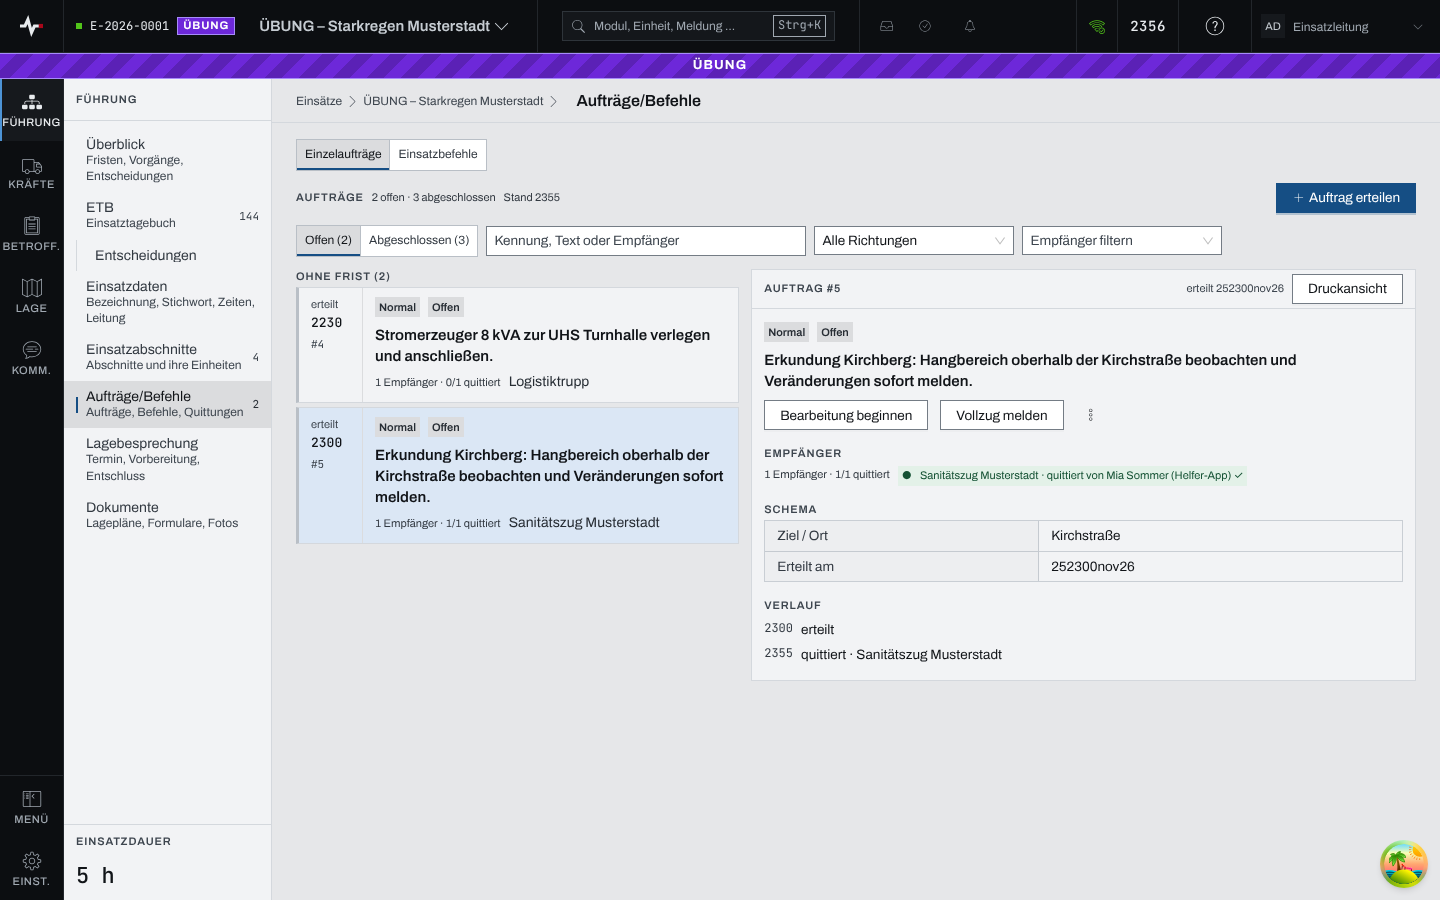 E-2026-0001 ÜBUNG ÜBUNG – Starkregen Musterstadt Modul, Einheit, Meldung ... Strg+K 2356 ? AD Einsatzleitung
ÜBUNG
FÜHRUNG
KRÄFTE
BETROFF.
LAGE
KOMM.
MENÜ
EINST.
FÜHRUNG
Überblick
Fristen, Vorgänge,
Entscheidungen
ETB
Einsatztagebuch 144
Entscheidungen
Einsatzdaten
Bezeichnung, Stichwort, Zeiten,
Leitung
Einsatzabschnitte
Abschnitte und ihre Einheiten 4
Aufträge/Befehle
Aufträge, Befehle, Quittungen 2
Lagebesprechung
Termin, Vorbereitung,
Entschluss
Dokumente
Lagepläne, Formulare, Fotos
EINSATZDAUER
5 h
Einsätze ÜBUNG – Starkregen Musterstadt Aufträge/Befehle
Einzelaufträge Einsatzbefehle
AUFTRÄGE 2 offen · 3 abgeschlossen Stand 2355 + Auftrag erteilen
Offen (2) Abgeschlossen (3) Kennung, Text oder Empfänger Alle Richtungen Empfänger filtern
OHNE FRIST (2)
erteilt
2230
#4
Normal Offen
Stromerzeuger 8 kVA zur UHS Turnhalle verlegen
und anschließen.
1 Empfänger · 0/1 quittiert Logistiktrupp
erteilt
2300
#5
Normal Offen
Erkundung Kirchberg: Hangbereich oberhalb der
Kirchstraße beobachten und Veränderungen sofort
melden.
1 Empfänger · 1/1 quittiert Sanitätszug Musterstadt
AUFTRAG #5 erteilt 252300nov26 Druckansicht
Normal Offen
Erkundung Kirchberg: Hangbereich oberhalb der Kirchstraße beobachten und
Veränderungen sofort melden.
Bearbeitung beginnen Vollzug melden
EMPFÄNGER
1 Empfänger · 1/1 quittiert Sanitätszug Musterstadt · quittiert von Mia Sommer (Helfer-App) ✓
SCHEMA
Ziel / Ort Kirchstraße
Erteilt am 252300nov26
VERLAUF
2300 erteilt
2355 quittiert · Sanitätszug Musterstadt